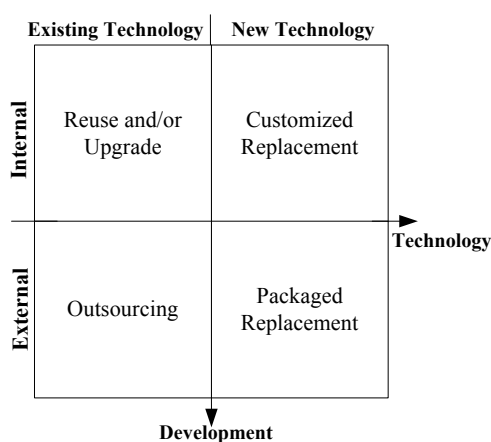 Existing Technology
New Technology
Internal
Reuse and/or
Upgrade
Customized
Replacement
Technology
External
Outsourcing
Packaged
Replacement
Development